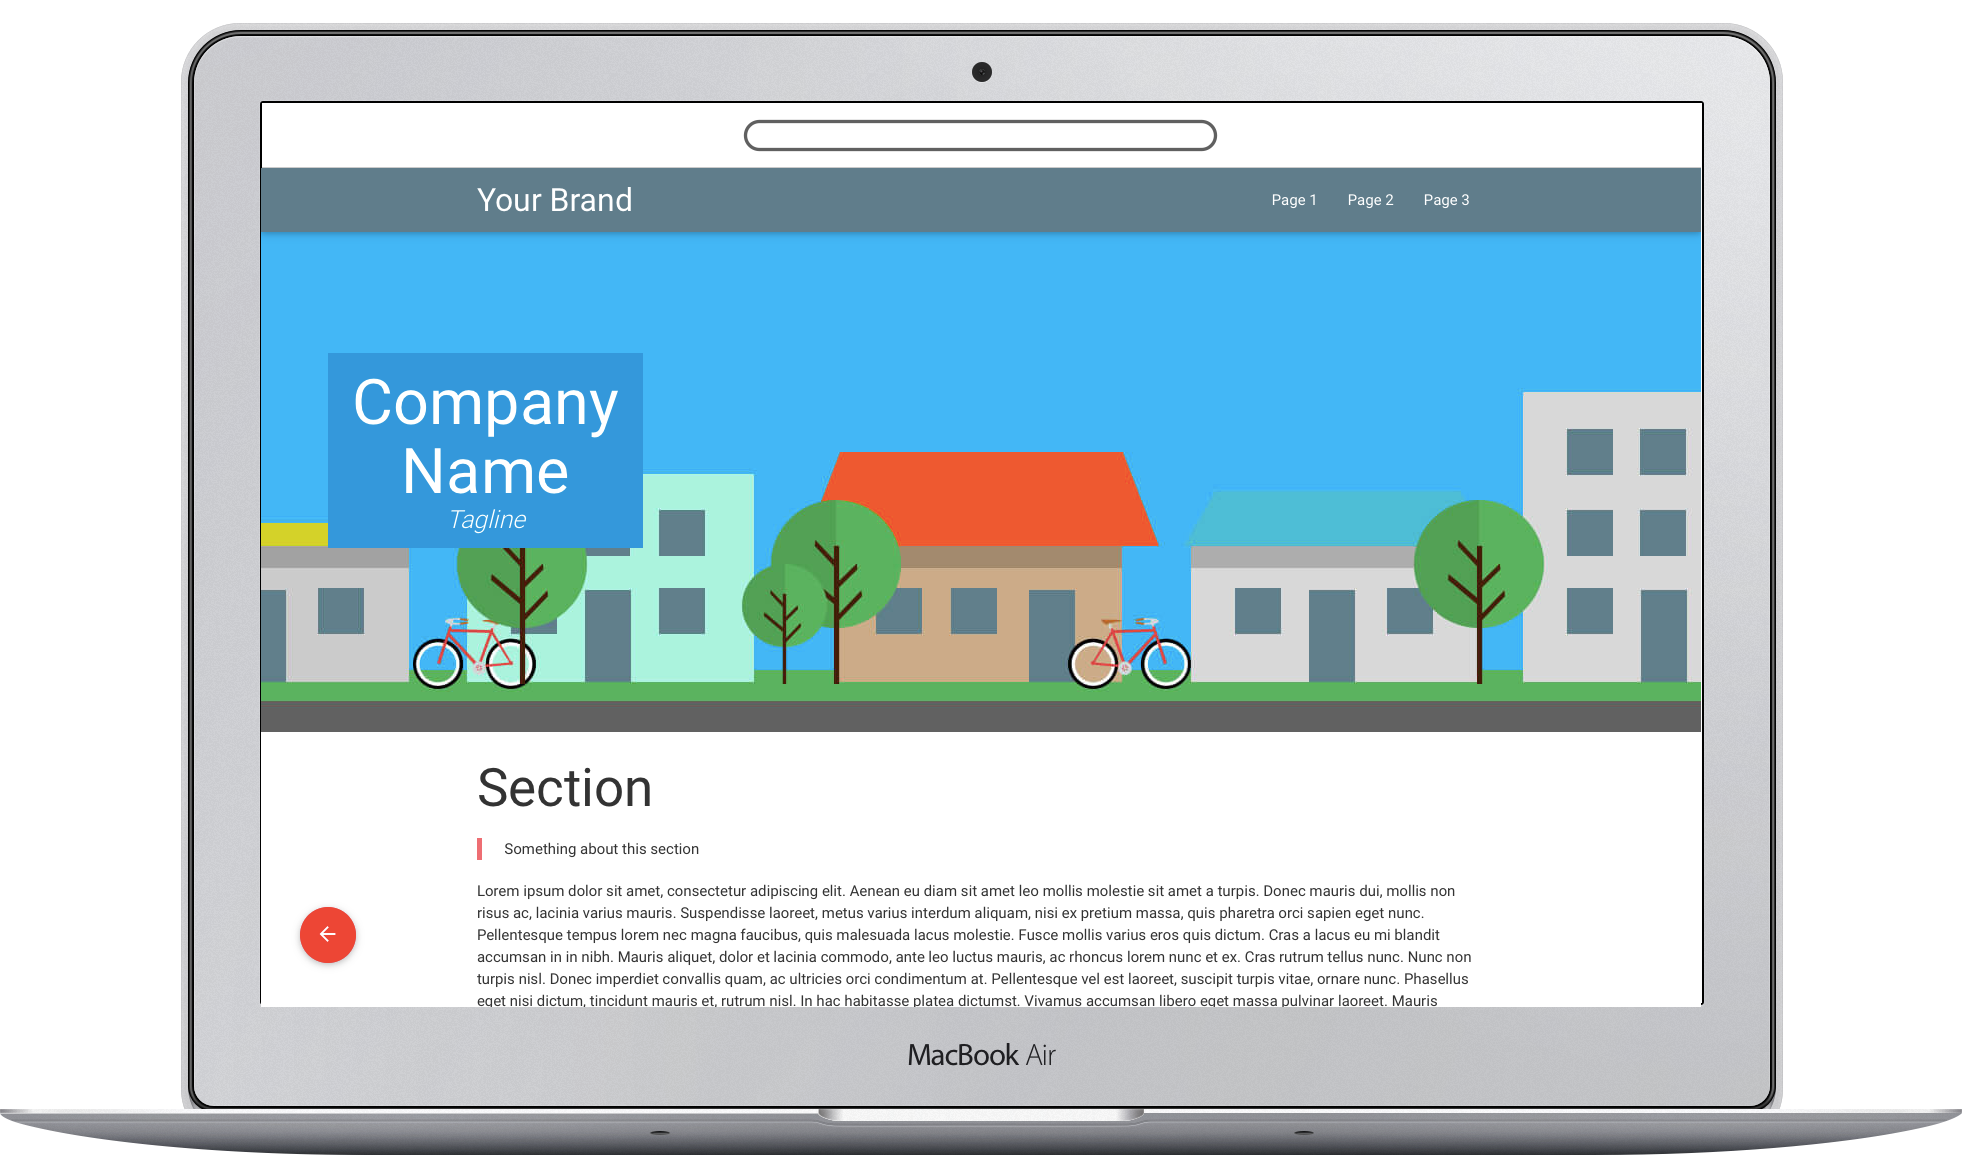 Your Brand
Page 1 Page 2 Page 3
Company
Name
Tagline
Section
Something about this section
Lorem ipsum dolor sit amet, consectetur adipiscing elit. Aenean eu diam sit amet leo mollis molestie sit amet a turpis. Donec mauris dui, mollis non
risus ac, lacinia varius mauris. Suspendisse laoreet, metus varius interdum aliquam, nisi ex pretium massa, quis pharetra orci sapien eget nunc.
Pellentesque tempus lorem nec magna faucibus, quis malesuada lacus molestie. Fusce mollis varius eros quis dictum. Cras a lacus eu mi blandit
accumsan in in nibh. Mauris aliquet, dolor et lacinia commodo, ante leo luctus mauris, ac rhoncus lorem nunc et ex. Cras rutrum tellus nunc. Nunc non
turpis nisl. Donec imperdiet convallis quam, ac ultricies orci condimentum at. Pellentesque vel est laoreet, suscipit turpis vitae, ornare nunc. Phasellus
eget nisi dictum, tincidunt mauris et, rutrum nisl. In hac habitasse platea dictumst. Vivamus accumsan libero eget massa pulvinar laoreet. Mauris
MacBook Air